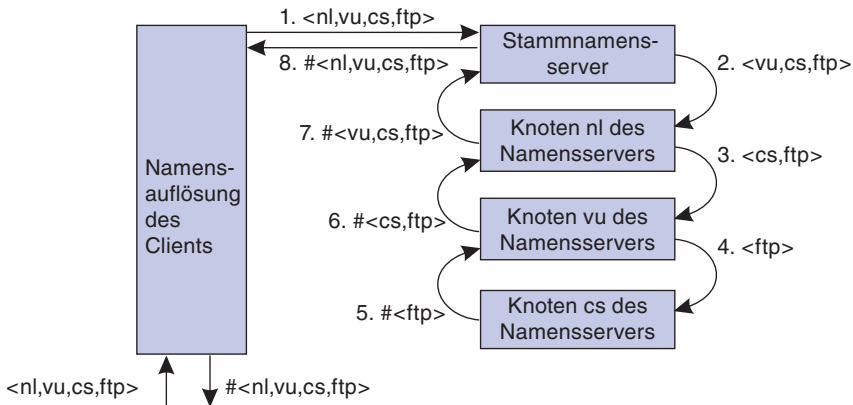 1. <nl,vu,cs,ftp>
8. #<nl,vu,cs,ftp>
Stammnamens-
server
2. <vu,cs,ftp>
7. #<vu,cs,ftp>
Knoten nl des
Namensservers
3. <cs,ftp>
Namens-
auflösung
des
Clients
6. #<cs,ftp>
Knoten vu des
Namensservers
4. <ftp>
5. #<ftp>
Knoten cs des
Namensservers
<nl,vu,cs,ftp>
#<nl,vu,cs,ftp>